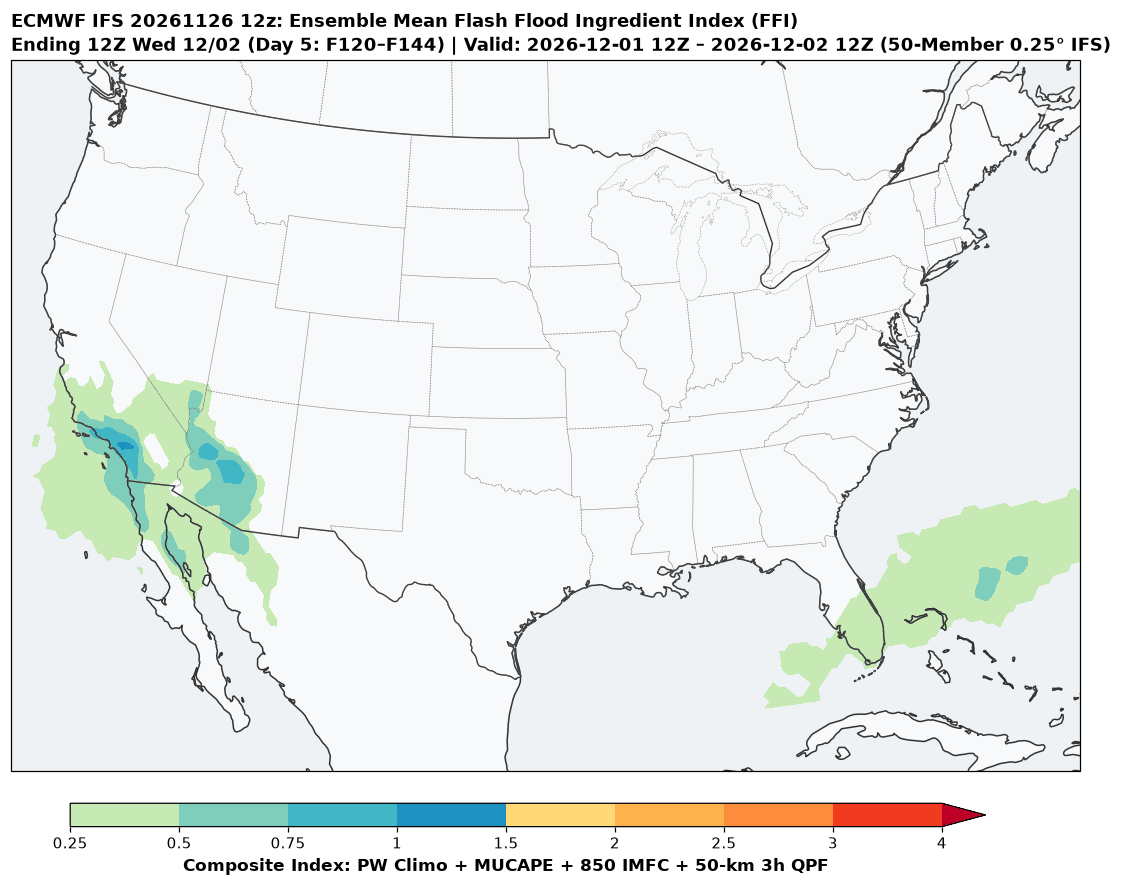 ECMWF IFS 20261126 12z: Ensemble Mean Flash Flood Ingredient Index (FFI)
Ending 12Z Wed 12/02 (Day 5: F120–F144) | Valid: 2026-12-01 12Z – 2026-12-02 12Z (50-Member 0.25° IFS)
0.25 0.5 0.75 1 1.5 2 2.5 3 4
Composite Index: PW Climo + MUCAPE + 850 IMFC + 50-km 3h QPF